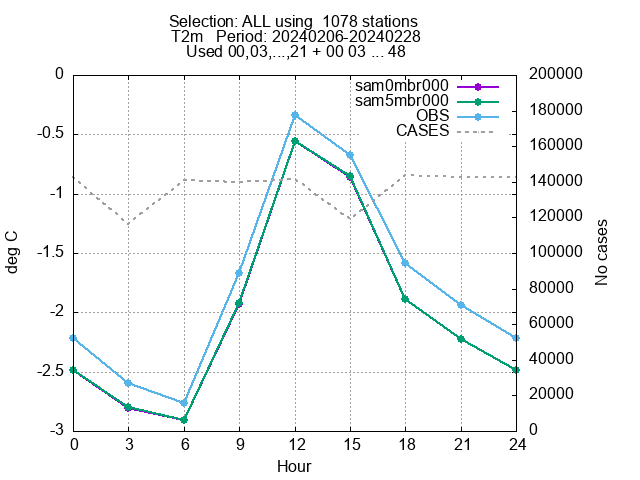 Selection: ALL using  1078 stations
T2m   Period: 20240206-20240228
Used 00,03,...,21 + 00 03 ... 48
sam0mbr000
sam5mbr000
OBS
CASES
deg C
0
-0.5
-1
-1.5
-2
-2.5
-3
200000
180000
160000
140000
120000
100000
80000
60000
40000
20000
0
No cases
0 3 6 9 12 15 18 21 24
Hour